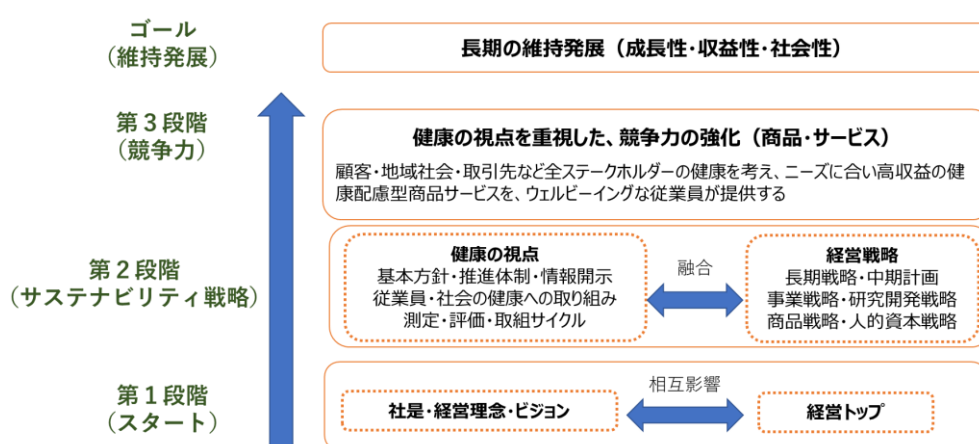 ゴール
（維持発展）
長期の維持発展（成長性・収益性・社会性）
第３段階
（競争力）
健康の視点を重視した、競争力の強化（商品・サービス）
顧客・地域社会・取引先など全ステークホルダーの健康を考え、ニーズに合い高収益の健
康配慮型商品サービスを、ウェルビーイングな従業員が提供する
第２段階
（サステナビリティ戦略）
健康の視点
基本方針・推進体制・情報開示
従業員・社会の健康への取り組み
測定・評価・取組サイクル
融合
経営戦略
長期戦略・中期計画
事業戦略・研究開発戦略
商品戦略・人的資本戦略
第１段階
（スタート）
社是・経営理念・ビジョン
相互影響
経営トップ